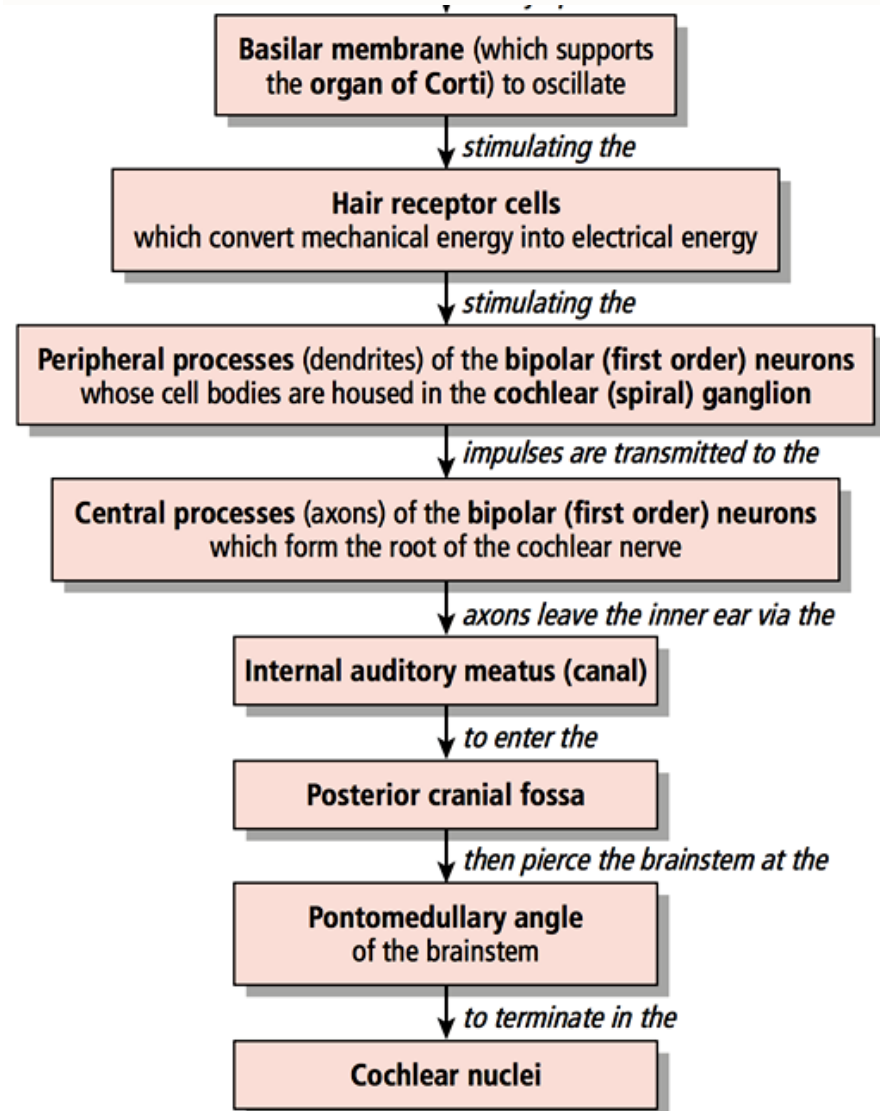 Basilar membrane (which supports
the organ of Corti) to oscillate
stimulating the
Hair receptor cells
which convert mechanical energy into electrical energy
stimulating the
Peripheral processes (dendrites) of the bipolar (first order) neurons
whose cell bodies are housed in the cochlear (spiral) ganglion
impulses are transmitted to the
Central processes (axons) of the bipolar (first order) neurons
which form the root of the cochlear nerve
axons leave the inner ear via the
Internal auditory meatus (canal)
to enter the
Posterior cranial fossa
then pierce the brainstem at the
Pontomedullary angle
of the brainstem
to terminate in the
Cochlear nuclei